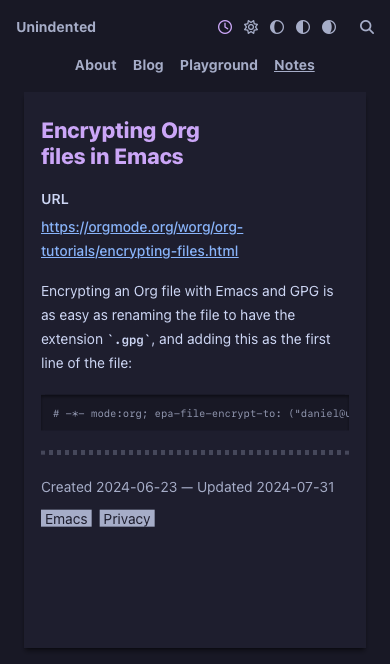 Unindented
About Blog Playground Notes
Encrypting Org
files in Emacs
URL
https://orgmode.org/worg/org-
tutorials/encrypting-files.html
Encrypting an Org file with Emacs and GPG is
as easy as renaming the file to have the
extension `.gpg`, and adding this as the first
line of the file:
# -*- mode:org; epa-file-encrypt-to: ("daniel@u
Created 2024-06-23 — Updated 2024-07-31
Emacs Privacy